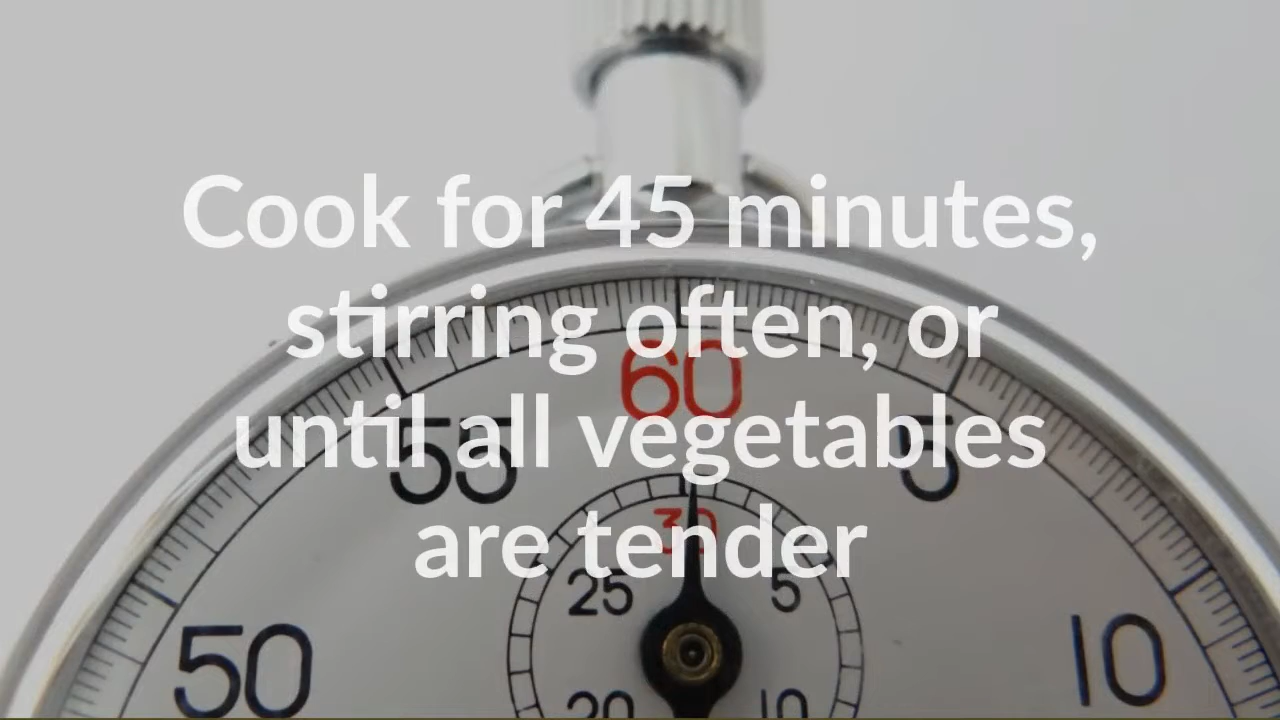 Cook for 45 minutes,
stirring often, or
60
until all vegetables
55
5
are tender
30
25
5
50
10
20
10